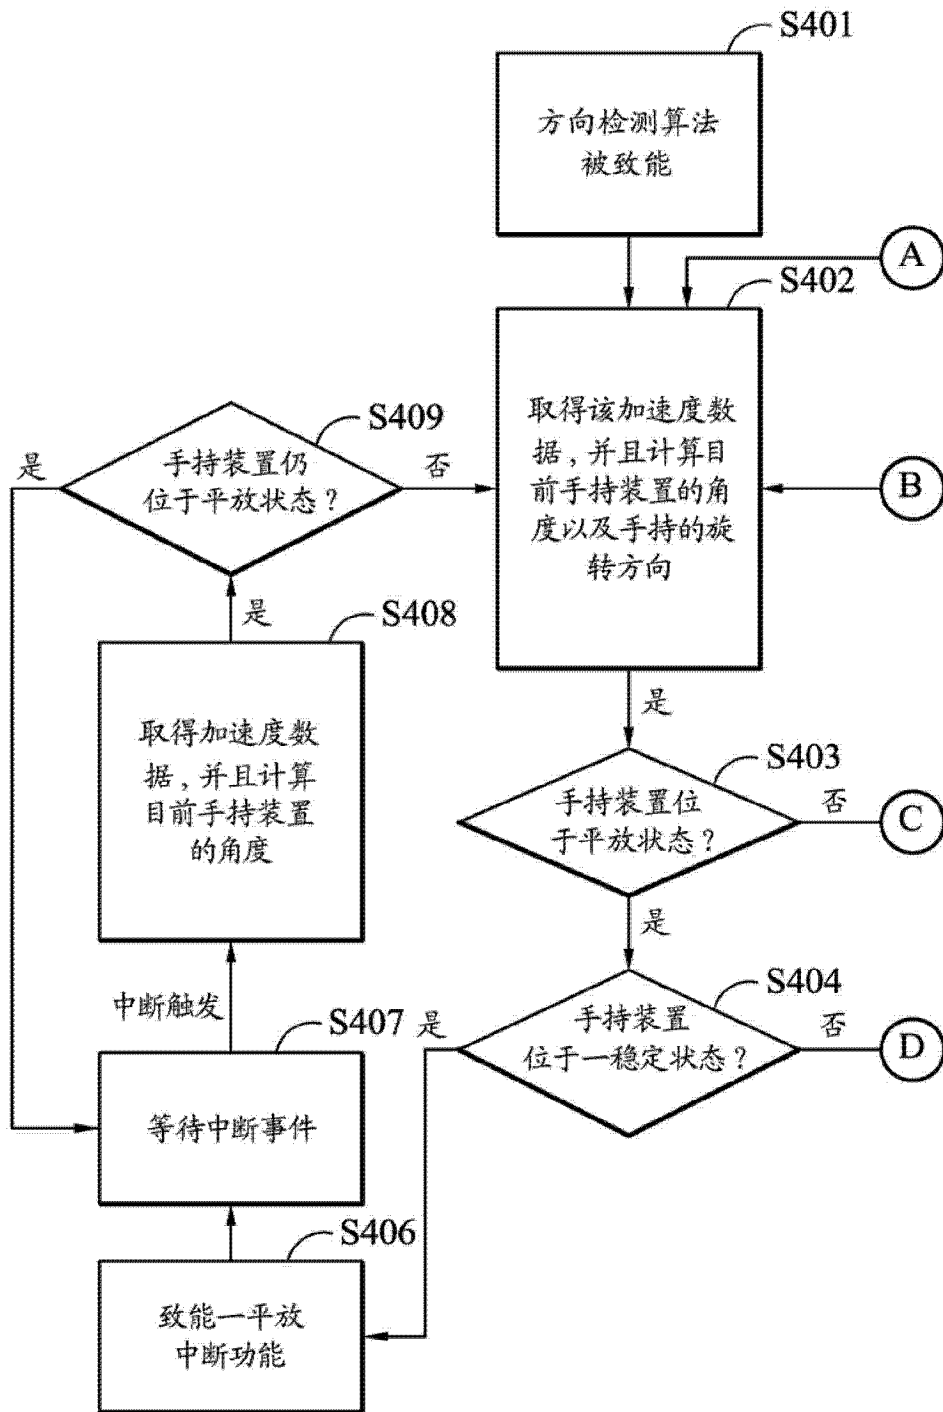 S401
方向检测算法
被致能
A
S402
取得该加速度数
据,并且计算目
前手持装置的角
度以及手持的旋
转方向
B
S409
手持装置仍
位于平放状态?
是
否
S408
是
取得加速度数
据,并且计算
目前手持装置
的角度
是
S403
手持装置位
于平放状态?
否
C
是
S404
手持装置
位于一稳定状态?
否
D
是
中断触发
S407
等待中断事件
S406
致能一平放
中断功能